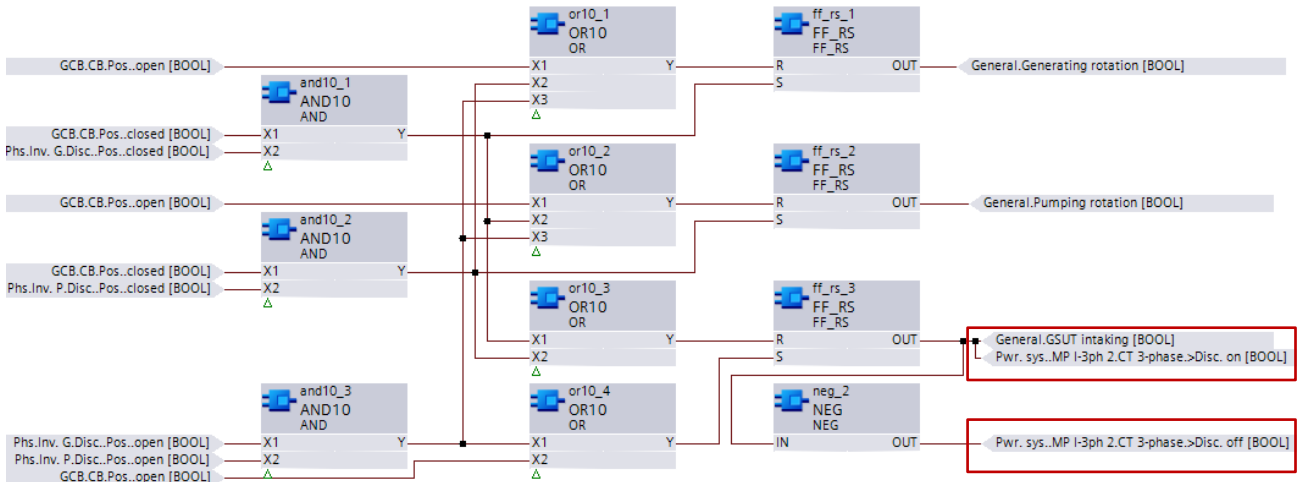 or10_1
OR10
OR
ff_rs_1
FF_RS
FF_RS
GCB.CB.Pos..open [BOOL]
X1
Y
R
OUT
General.Generating rotation [BOOL]
X2
S
X3
and10_1
AND10
AND
GCB.CB.Pos..closed [BOOL]
X1
Y
Phs.Inv. G.Disc..Pos..closed [BOOL]
X2
or10_2
OR10
OR
ff_rs_2
FF_RS
FF_RS
GCB.CB.Pos..open [BOOL]
X1
Y
R
OUT
General.Pumping rotation [BOOL]
X2
S
X3
and10_2
AND10
AND
GCB.CB.Pos..closed [BOOL]
X1
Y
Phs.Inv. P.Disc..Pos..closed [BOOL]
X2
or10_3
OR10
OR
ff_rs_3
FF_RS
FF_RS
X1
Y
R
OUT
General.GSUT intaking [BOOL]
X2
S
Pwr. sys..MP I-3ph 2.CT 3-phase.>Disc. on [BOOL]
and10_3
AND10
AND
or10_4
OR10
OR
neg_2
NEG
NEG
Phs.Inv. G.Disc..Pos..open [BOOL]
X1
Y
X1
Y
IN
OUT
Pwr. sys..MP I-3ph 2.CT 3-phase.>Disc. off [BOOL]
Phs.Inv. P.Disc..Pos..open [BOOL]
X2
X2
GCB.CB.Pos..open [BOOL]